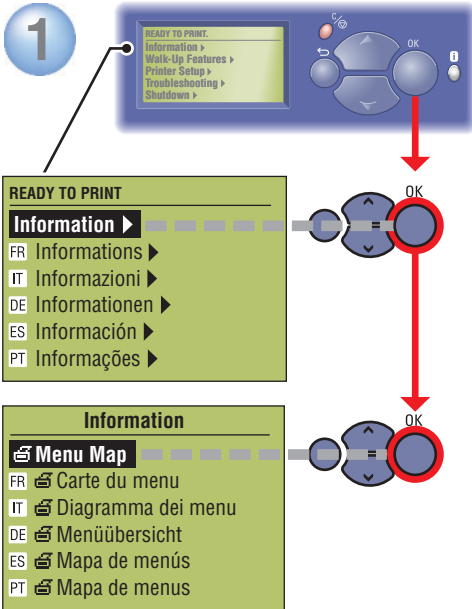 1
READY TO PRINT.
Information
Walk-Up Features
Printer Setup
Troubleshooting
Shutdown
C/
OK
i
READY TO PRINT
OK
Information
FR Informations
IT Informazioni
DE Informationen
ES Información
PT Informações
Information
OK
Menu Map
FR Carte du menu
IT Diagramma dei menu
DE Menüübersicht
ES Mapa de menús
PT Mapa de menus